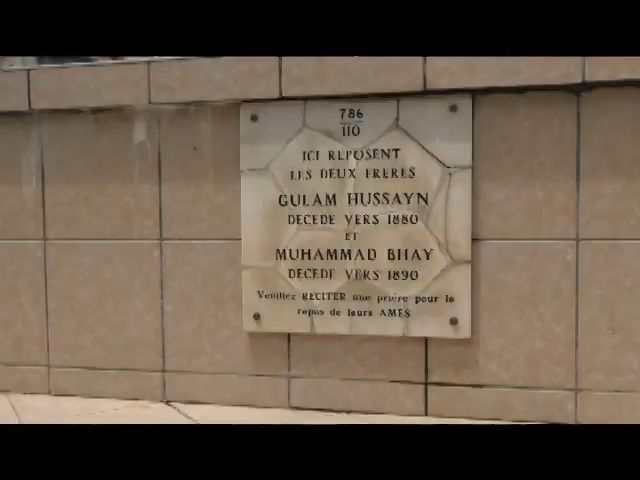 786
110
ICI REPOSENT
LES DEUX FRERES
GULAM HUSSAYN
DECEDE VERS 1880
ET
MUHAMMAD BHAY
DECEDE VERS 1890
Veuillez RECITER une prière pour le
repos de leurs AMES